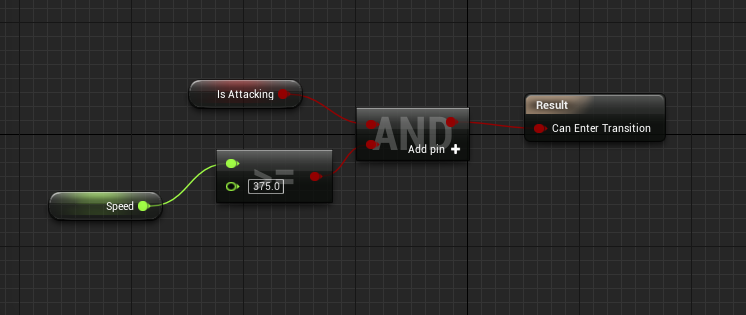 Is Attacking
AND
Add pin +
Result
Can Enter Transition
>=
375.0
Speed